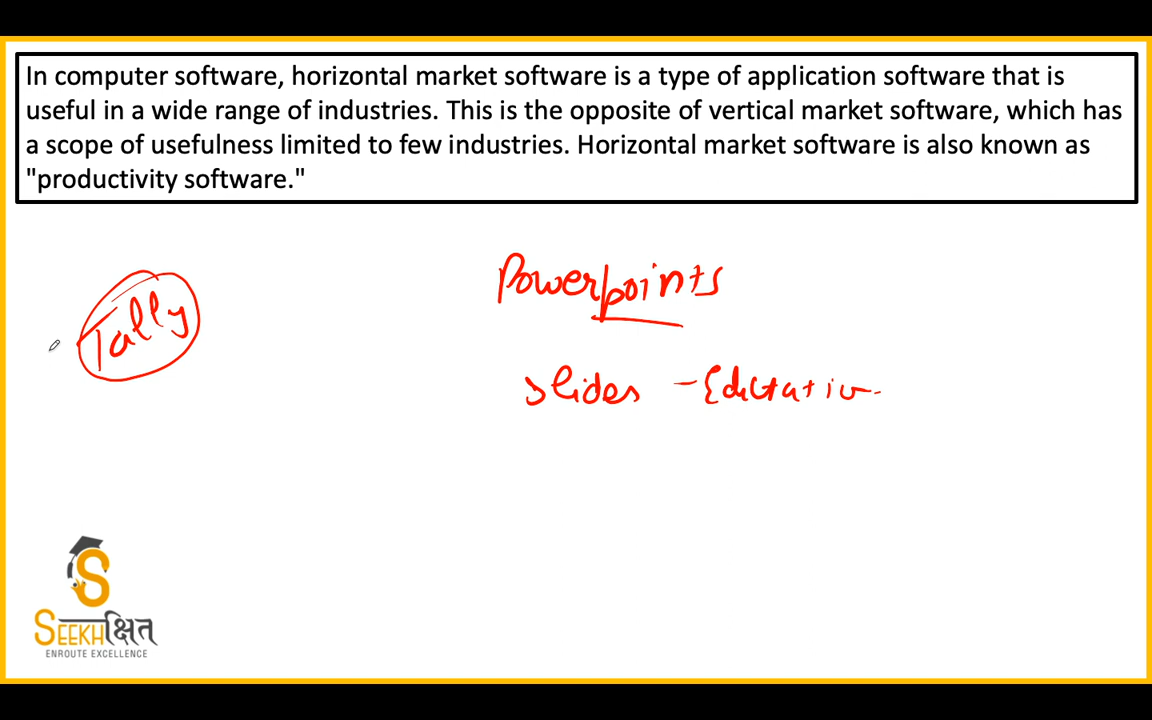 In computer software, horizontal market software is a type of application software that is
useful in a wide range of industries. This is the opposite of vertical market software, which has
a scope of usefulness limited to few industries. Horizontal market software is also known as
"productivity software."
Tally
Powerpoints
slides -
SEEKHक्षित
ENROUTE EXCELLENCE